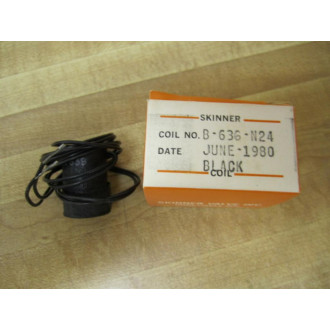 SKINNER
COIL NO. B-636-N24
DATE JUNE-1980
BLACK
COIL